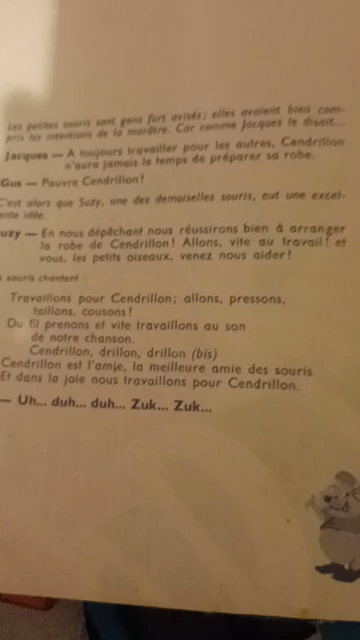 Les petites souris sont gens fort avisés; elles avaient bien com-
pris les intentions de la marâtre. Car comme Jacques le disait...
Jacques — A toujours travailler pour les autres, Cendrillon
n'aura jamais le temps de préparer sa robe.
Gus — Pauvre Cendrillon!
C'est alors que Suzy, une des demoiselles souris, eut une excel-
ente idée.
uzy — En nous dépêchant nous réussirons bien à arranger
la robe de Cendrillon! Allons, vite au travail! et
vous, les petits oiseaux, venez nous aider!
s souris chantent :
Travaillons pour Cendrillon; allons, pressons,
taillons, cousons!
Du fil prenons et vite travaillons au son
de notre chanson.
Cendrillon, drillon, drillon (bis)
Cendrillon est l'amie, la meilleure amie des souris
Et dans la joie nous travaillons pour Cendrillon.
— Uh... duh... duh... Zuk... Zuk...